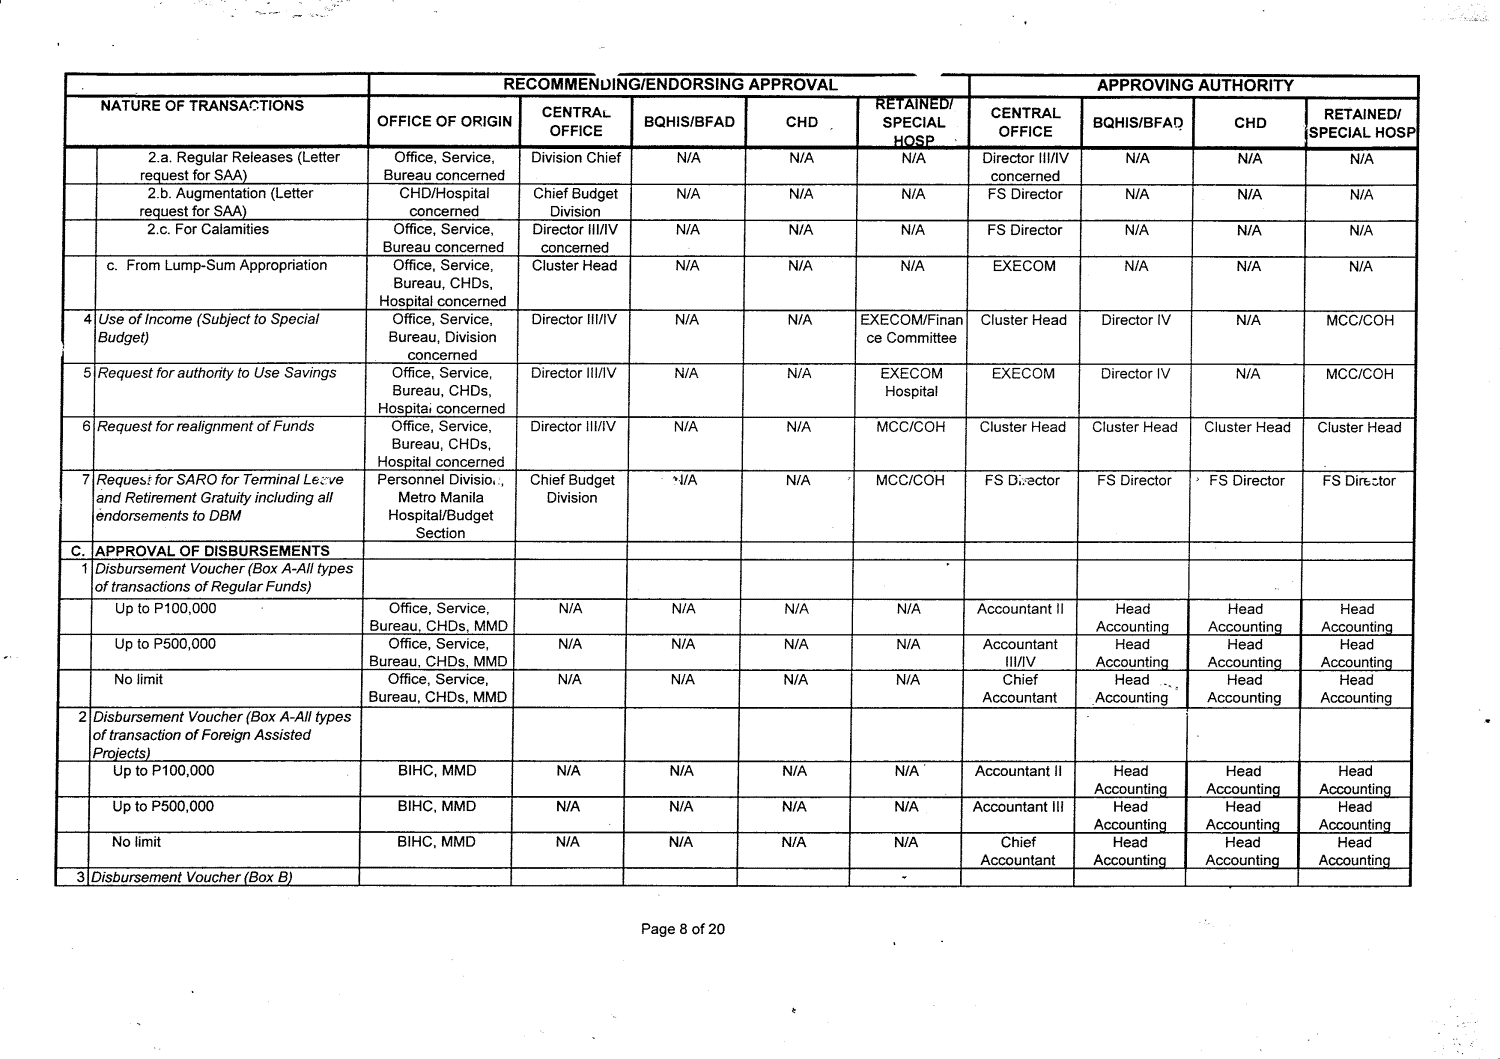 RECOMMENDING/ENDORSING APPROVAL APPROVING AUTHORITY
NATURE OF TRANSACTIONS OFFICE OF ORIGIN CENTRAL OFFICE BQHIS/BFAD CHD RETAINED/ SPECIAL HOSP CENTRAL OFFICE BQHIS/BFAD CHD RETAINED/ SPECIAL HOSP
2.a. Regular Releases (Letter request for SAA) Office, Service, Bureau concerned Division Chief N/A N/A N/A Director III/IV concerned N/A N/A N/A
2.b. Augmentation (Letter request for SAA) CHD/Hospital concerned Chief Budget Division N/A N/A N/A FS Director N/A N/A N/A
2.c. For Calamities Office, Service, Bureau concerned Director III/IV concerned N/A N/A N/A FS Director N/A N/A N/A
c. From Lump-Sum Appropriation Office, Service, Bureau, CHDs, Hospital concerned Cluster Head N/A N/A N/A EXECOM N/A N/A N/A
4 Use of Income (Subject to Special Budget) Office, Service, Bureau, Division concerned Director III/IV N/A N/A EXECOM/Finan ce Committee Cluster Head Director IV N/A MCC/COH
5 Request for authority to Use Savings Office, Service, Bureau, CHDs, Hospital concerned Director III/IV N/A N/A EXECOM Hospital EXECOM Director IV N/A MCC/COH
6 Request for realignment of Funds Office, Service, Bureau, CHDs, Hospital concerned Director III/IV N/A N/A MCC/COH Cluster Head Cluster Head Cluster Head Cluster Head
7 Request for SARO for Terminal Leave and Retirement Gratuity including all endorsements to DBM Personnel Division, Metro Manila Hospital/Budget Section Chief Budget Division N/A N/A MCC/COH FS Director FS Director FS Director FS Director
C. APPROVAL OF DISBURSEMENTS
1 Disbursement Voucher (Box A-All types of transactions of Regular Funds)
Up to P100,000 Office, Service, Bureau, CHDs, MMD N/A N/A N/A N/A Accountant II Head Accounting Head Accounting Head Accounting
Up to P500,000 Office, Service, Bureau, CHDs, MMD N/A N/A N/A N/A Accountant III/IV Head Accounting Head Accounting Head Accounting
No limit Office, Service, Bureau, CHDs, MMD N/A N/A N/A N/A Chief Accountant Head Accounting Head Accounting Head Accounting
2 Disbursement Voucher (Box A-All types of transaction of Foreign Assisted Projects)
Up to P100,000 BIHC, MMD N/A N/A N/A N/A Accountant II Head Accounting Head Accounting Head Accounting
Up to P500,000 BIHC, MMD N/A N/A N/A N/A Accountant III Head Accounting Head Accounting Head Accounting
No limit BIHC, MMD N/A N/A N/A N/A Chief Accountant Head Accounting Head Accounting Head Accounting
3 Disbursement Voucher (Box B)
Page 8 of 20